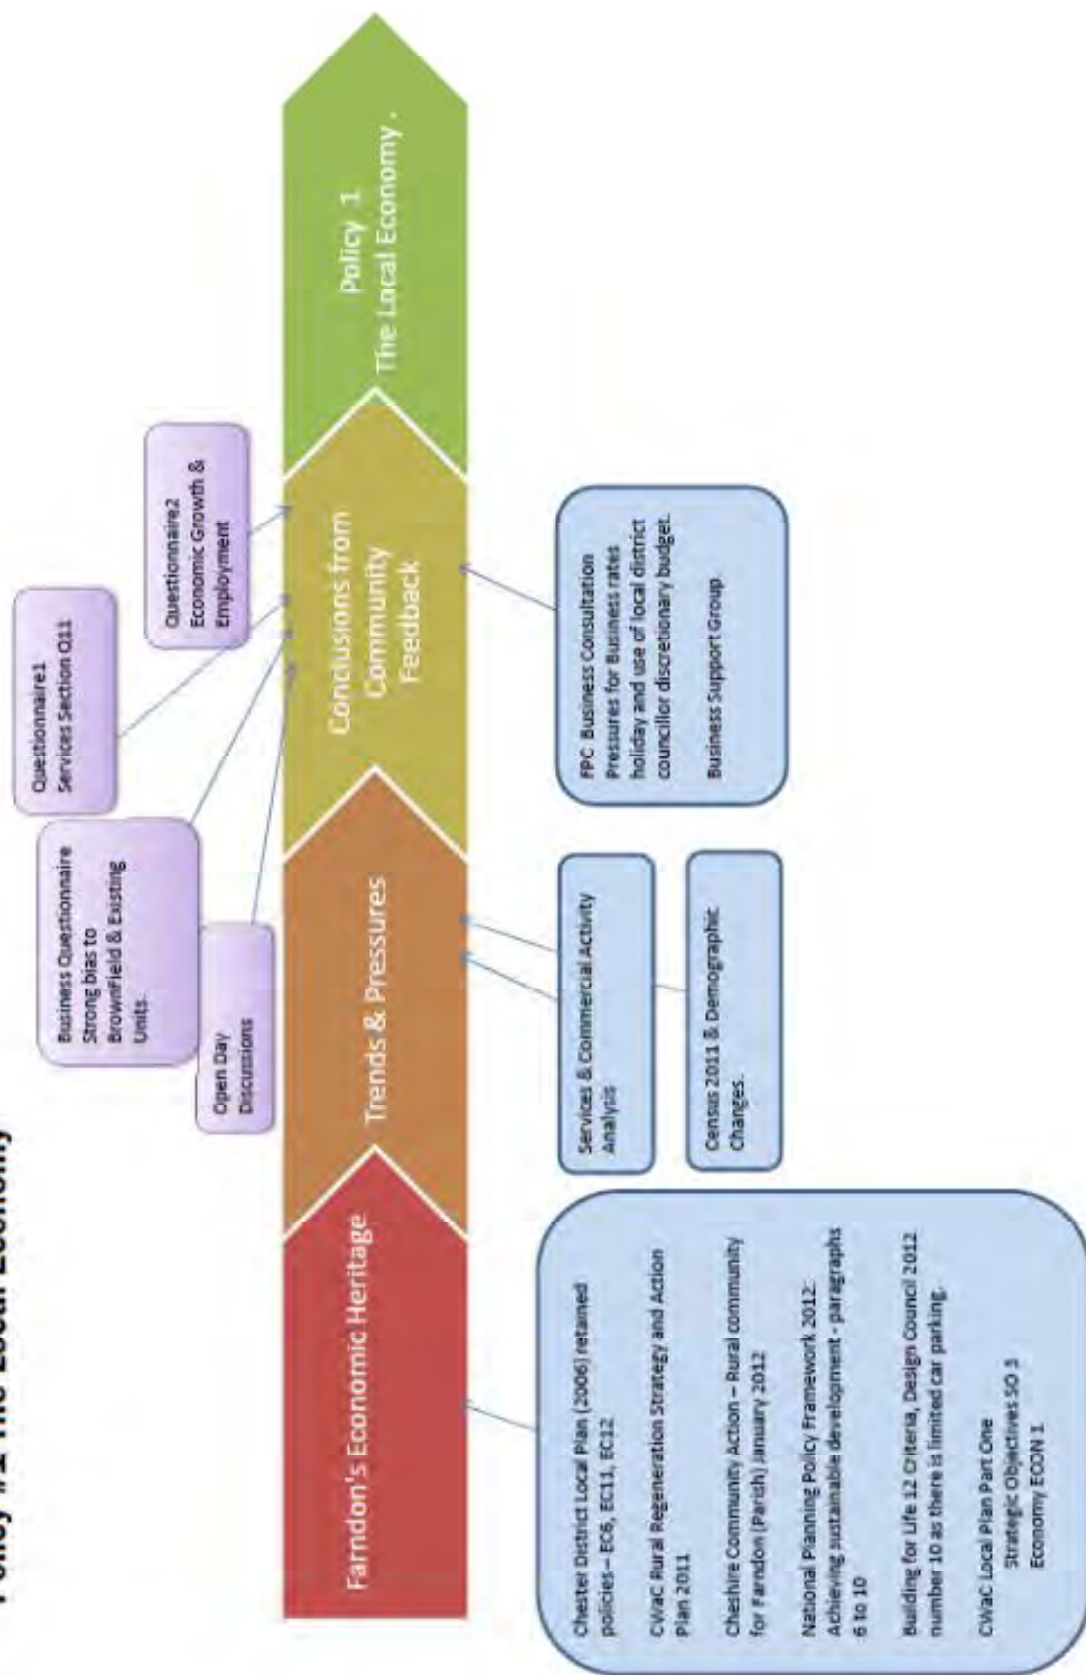 Policy #1 The Local Economy
Questionnaire1
Services Section Q11
Business Questionnaire
Strong bias to
Brownfield & Existing
Units.
Questionnaire2
Economic Growth &
Employment
Open Day
Discussions
Farndon's Economic Heritage
Trends & Pressures
Conclusions from
Community
Feedback
Policy 1
The Local Economy .
Chester District Local Plan (2006) retained
policies – EC6, EC11, EC12
CWaC Rural Regeneration Strategy and Action
Plan 2011
Cheshire Community Action – Rural community
for Farndon (Parish) January 2012
National Planning Policy Framework 2012:
Achieving sustainable development - paragraphs
6 to 10
Building for Life 12 Criteria, Design Council 2012
number 10 as there is limited car parking.
CWaC Local Plan Part One
Strategic Objectives SO 3
Economy ECON 1
Services & Commercial Activity
Analysis
Census 2011 & Demographic
Changes.
FPC Business Consultation
Pressures for Business rates
holiday and use of local district
councillor discretionary budget.
Business Support Group